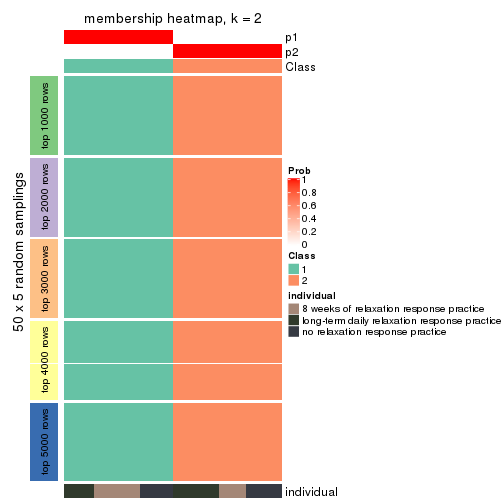 membership heatmap, k = 2
p1
p2
Class
50 x 5 random samplings
top 1000 rows
top 2000 rows
top 3000 rows
top 4000 rows
top 5000 rows
Prob
1
0.8
0.6
0.4
0.2
0
Class
1
2
individual
8 weeks of relaxation response practice
long-term daily relaxation response practice
no relaxation response practice
individual